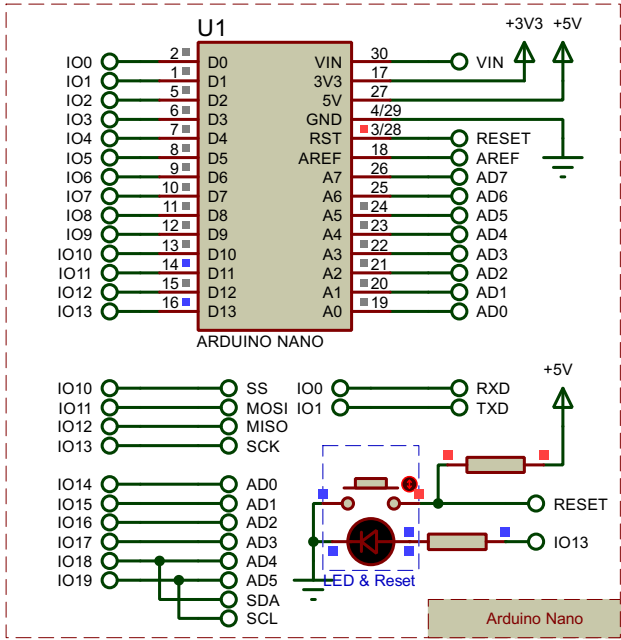 U1
+3V3 +5V
IO0 2 D0 VIN 30 VIN
IO1 1 D1 3V3 17
IO2 5 D2 5V 27
IO3 6 D3 GND 4/29
IO4 7 D4 RST 3/28 RESET
IO5 8 D5 AREF 18 AREF
IO6 9 D6 A7 26 AD7
IO7 10 D7 A6 25 AD6
IO8 11 D8 A5 24 AD5
IO9 12 D9 A4 23 AD4
IO10 13 D10 A3 22 AD3
IO11 14 D11 A2 21 AD2
IO12 15 D12 A1 20 AD1
IO13 16 D13 A0 19 AD0
ARDUINO NANO
+5V
IO10 SS IO0 RXD
IO11 MOSI IO1 TXD
IO12 MISO
IO13 SCK
IO14 AD0
IO15 AD1 RESET
IO16 AD2
IO17 AD3 IO13
IO18 AD4
IO19 AD5 LED & Reset
SDA
SCL
Arduino Nano